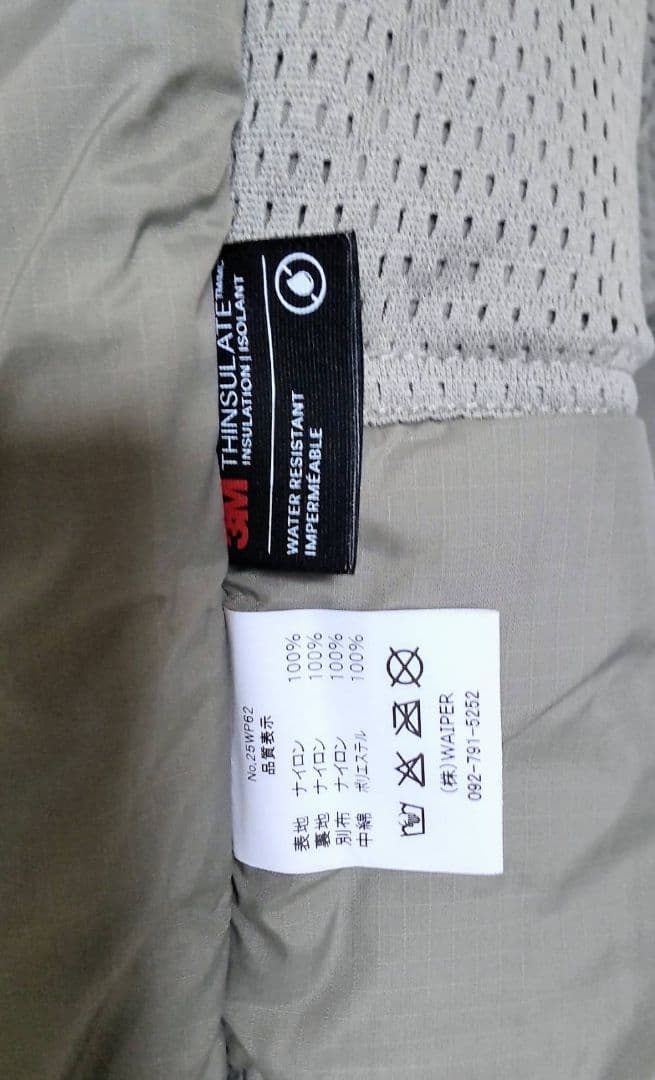 3M THINSULATE™
INSULATION | ISOLANT
WATER RESISTANT
IMPERMÉABLE
No.25WP62
品質表示
表地 ナイロン 100%
裏地 ナイロン 100%
別布 ナイロン 100%
中綿 ポリエステル 100%
(株)WAIPER
092-791-5252